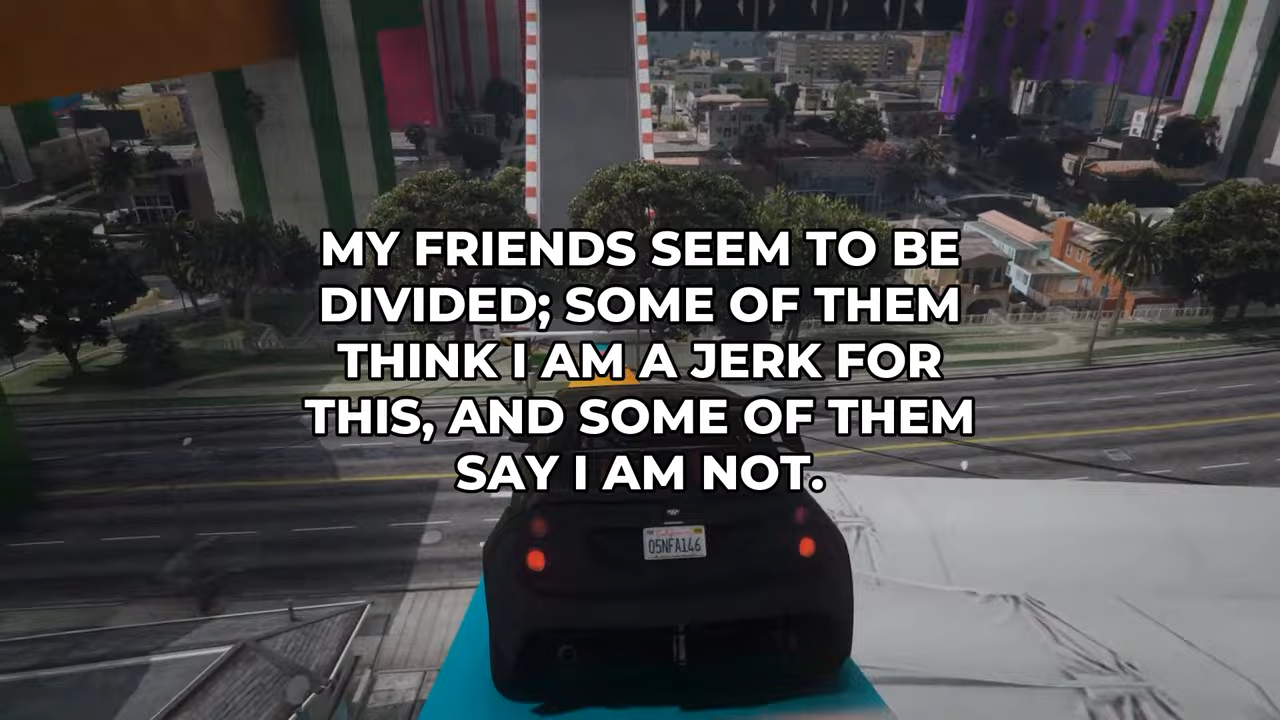 MY FRIENDS SEEM TO BE
DIVIDED; SOME OF THEM
THINK I AM A JERK FOR
THIS, AND SOME OF THEM
SAY I AM NOT.
05NFA146